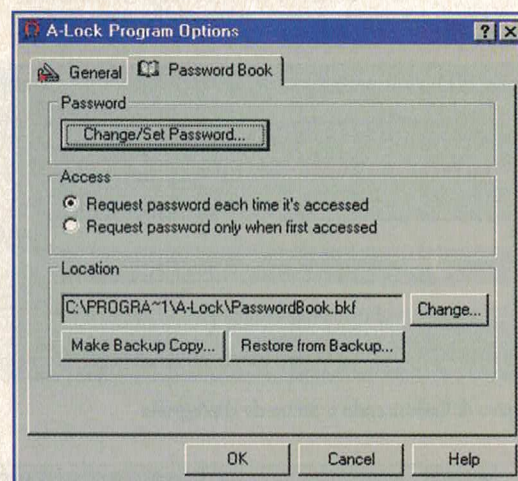 A-Lock Program Options
General
Password Book
Password
Change/Set Password...
Access
Request password each time it's accessed
Request password only when first accessed
Location
C:\PROGRA~1\A-Lock\PasswordBook.bkf
Change...
Make Backup Copy...
Restore from Backup...
OK
Cancel
Help